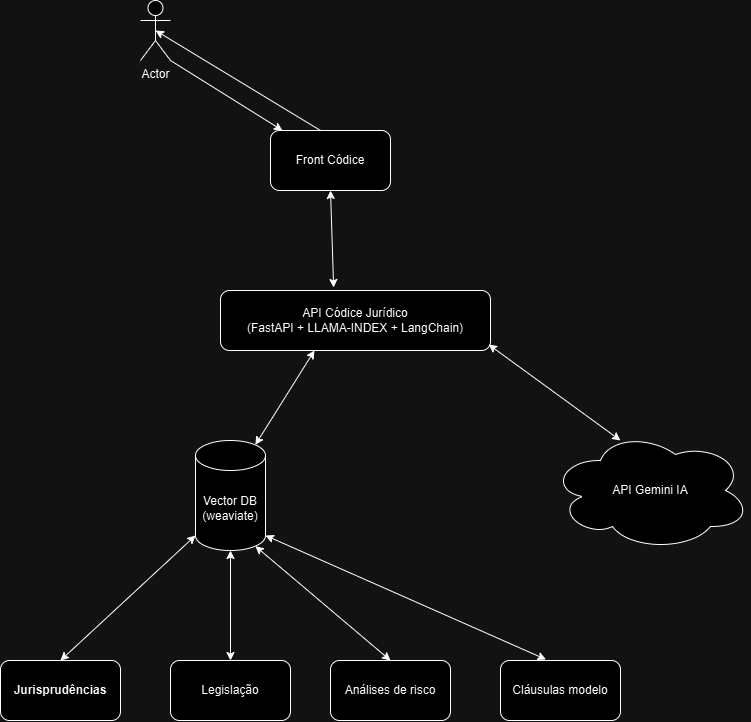 Actor
Front Códice
API Códice Jurídico
(FastAPI + LLAMA-INDEX + LangChain)
Vector DB
(weaviate)
API Gemini IA
Jurisprudências
Legislação
Análises de risco
Cláusulas modelo